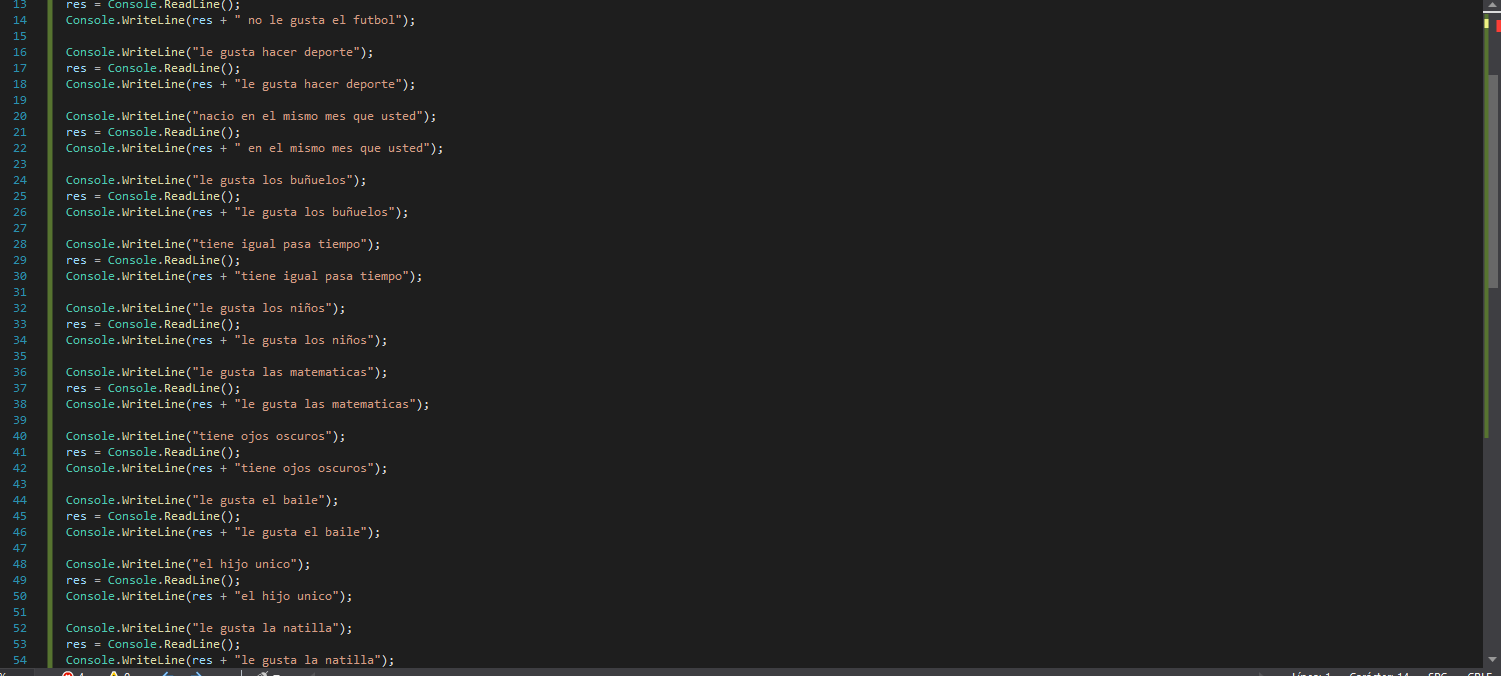 13 res = Console.ReadLine();
14 Console.WriteLine(res + " no le gusta el futbol");
15
16 Console.WriteLine("le gusta hacer deporte");
17 res = Console.ReadLine();
18 Console.WriteLine(res + "le gusta hacer deporte");
19
20 Console.WriteLine("nacio en el mismo mes que usted");
21 res = Console.ReadLine();
22 Console.WriteLine(res + " en el mismo mes que usted");
23
24 Console.WriteLine("le gusta los buñuelos");
25 res = Console.ReadLine();
26 Console.WriteLine(res + "le gusta los buñuelos");
27
28 Console.WriteLine("tiene igual pasa tiempo");
29 res = Console.ReadLine();
30 Console.WriteLine(res + "tiene igual pasa tiempo");
31
32 Console.WriteLine("le gusta los niños");
33 res = Console.ReadLine();
34 Console.WriteLine(res + "le gusta los niños");
35
36 Console.WriteLine("le gusta las matematicas");
37 res = Console.ReadLine();
38 Console.WriteLine(res + "le gusta las matematicas");
39
40 Console.WriteLine("tiene ojos oscuros");
41 res = Console.ReadLine();
42 Console.WriteLine(res + "tiene ojos oscuros");
43
44 Console.WriteLine("le gusta el baile");
45 res = Console.ReadLine();
46 Console.WriteLine(res + "le gusta el baile");
47
48 Console.WriteLine("el hijo unico");
49 res = Console.ReadLine();
50 Console.WriteLine(res + "el hijo unico");
51
52 Console.WriteLine("le gusta la natilla");
53 res = Console.ReadLine();
54 Console.WriteLine(res + "le gusta la natilla");